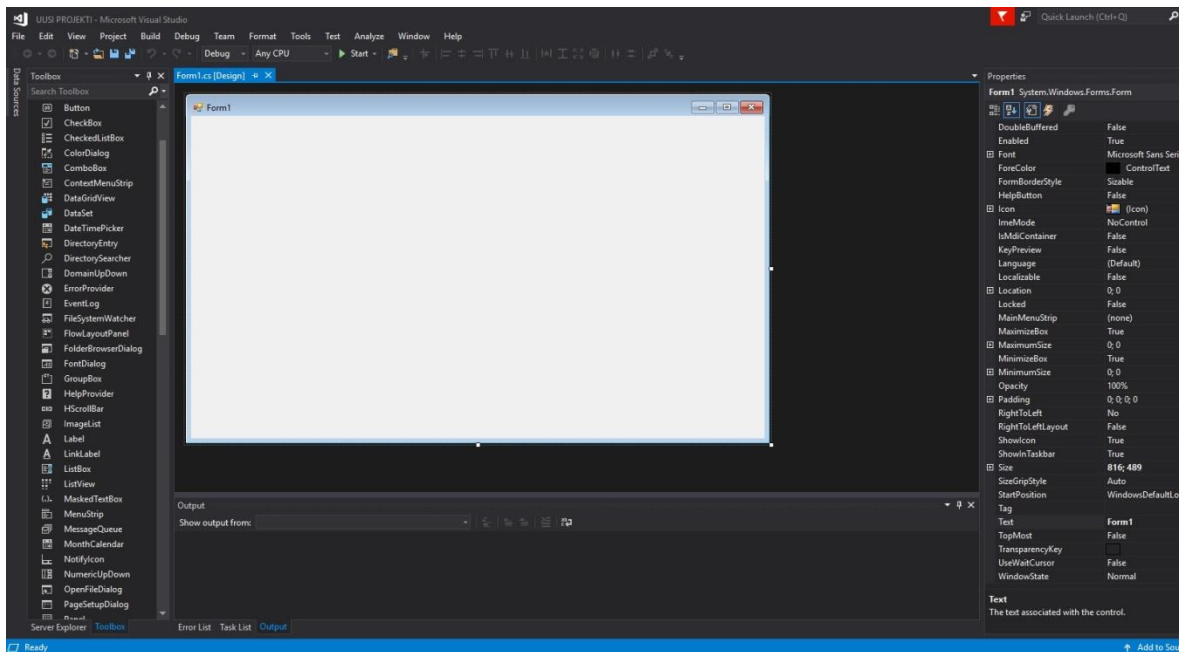 UUSI PROJEKTI - Microsoft Visual Studio
Quick Launch (Ctrl+Q)
File Edit View Project Build Debug Team Format Tools Test Analyze Window Help
Debug Any CPU Start
Data Sources
Toolbox
Search Toolbox
Button
CheckBox
CheckedListBox
ColorDialog
ComboBox
ContextMenuStrip
DataGridView
DataSet
DateTimePicker
DirectoryEntry
DirectorySearcher
DomainUpDown
ErrorProvider
EventLog
FileSystemWatcher
FlowLayoutPanel
FolderBrowserDialog
FontDialog
GroupBox
HelpProvider
HScrollBar
ImageList
Label
LinkLabel
ListBox
ListView
MaskedTextBox
MenuStrip
MessageQueue
MonthCalendar
NotifyIcon
NumericUpDown
OpenFileDialog
PageSetupDialog
Server Explorer Toolbox
Form1.cs [Design]
Form1
Output
Show output from:
Error List Task List Output
Properties
Form1 System.Windows.Forms.Form
DoubleBuffered False
Enabled True
Font Microsoft Sans Seri
ForeColor ControlText
FormBorderStyle Sizable
HelpButton False
Icon (Icon)
ImeMode NoControl
IsMdiContainer False
KeyPreview False
Language (Default)
Localizable False
Location 0; 0
Locked False
MainMenuStrip (none)
MaximizeBox True
MaximumSize 0; 0
MinimizeBox True
MinimumSize 0; 0
Opacity 100%
Padding 0; 0; 0; 0
RightToLeft No
RightToLeftLayout False
ShowIcon True
ShowInTaskbar True
Size 816; 489
SizeGripStyle Auto
StartPosition WindowsDefaultLo
Tag
Text Form1
TopMost False
TransparencyKey
UseWaitCursor False
WindowState Normal
Text
The text associated with the control.
Ready
Add to Sou